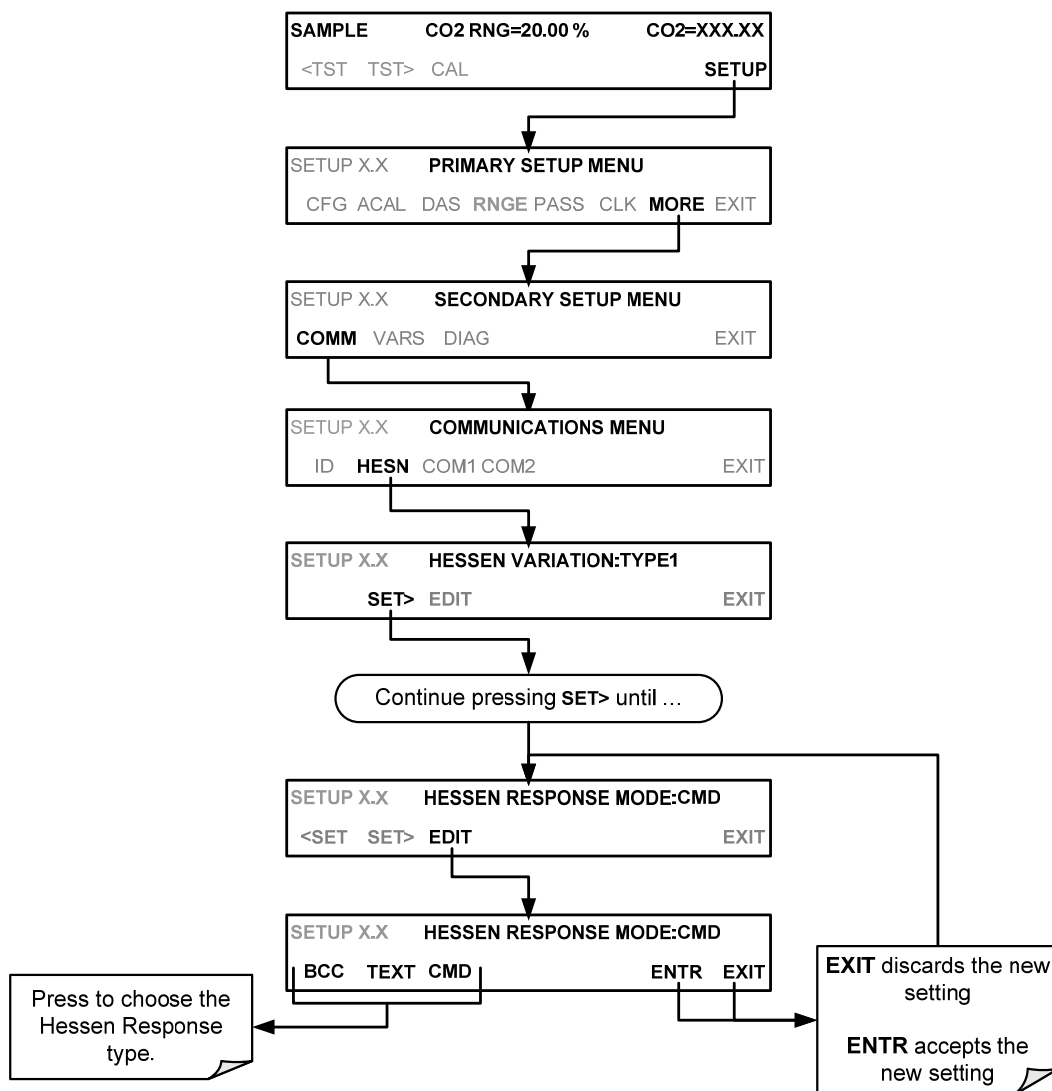 SAMPLE CO2 RNG=20.00 % CO2=XXX.XX
<TST TST> CAL SETUP
SETUP X.X PRIMARY SETUP MENU
CFG ACAL DAS RNGE PASS CLK MORE EXIT
SETUP X.X SECONDARY SETUP MENU
COMM VARS DIAG EXIT
SETUP X.X COMMUNICATIONS MENU
ID HESN COM1 COM2 EXIT
SETUP X.X HESSEN VARIATION:TYPE1
SET> EDIT EXIT
Continue pressing SET> until ...
SETUP X.X HESSEN RESPONSE MODE:CMD
<SET SET> EDIT EXIT
SETUP X.X HESSEN RESPONSE MODE:CMD
BCC TEXT CMD ENTR EXIT
Press to choose the
Hessen Response
type.
EXIT discards the new
setting
ENTR accepts the
new setting